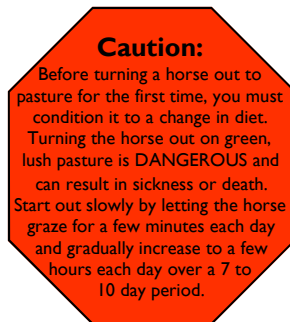 Caution:
Before turning a horse out to
pasture for the first time, you must
condition it to a change in diet.
Turning the horse out on green,
lush pasture is DANGEROUS and
can result in sickness or death.
Start out slowly by letting the horse
graze for a few minutes each day
and gradually increase to a few
hours each day over a 7 to
10 day period.